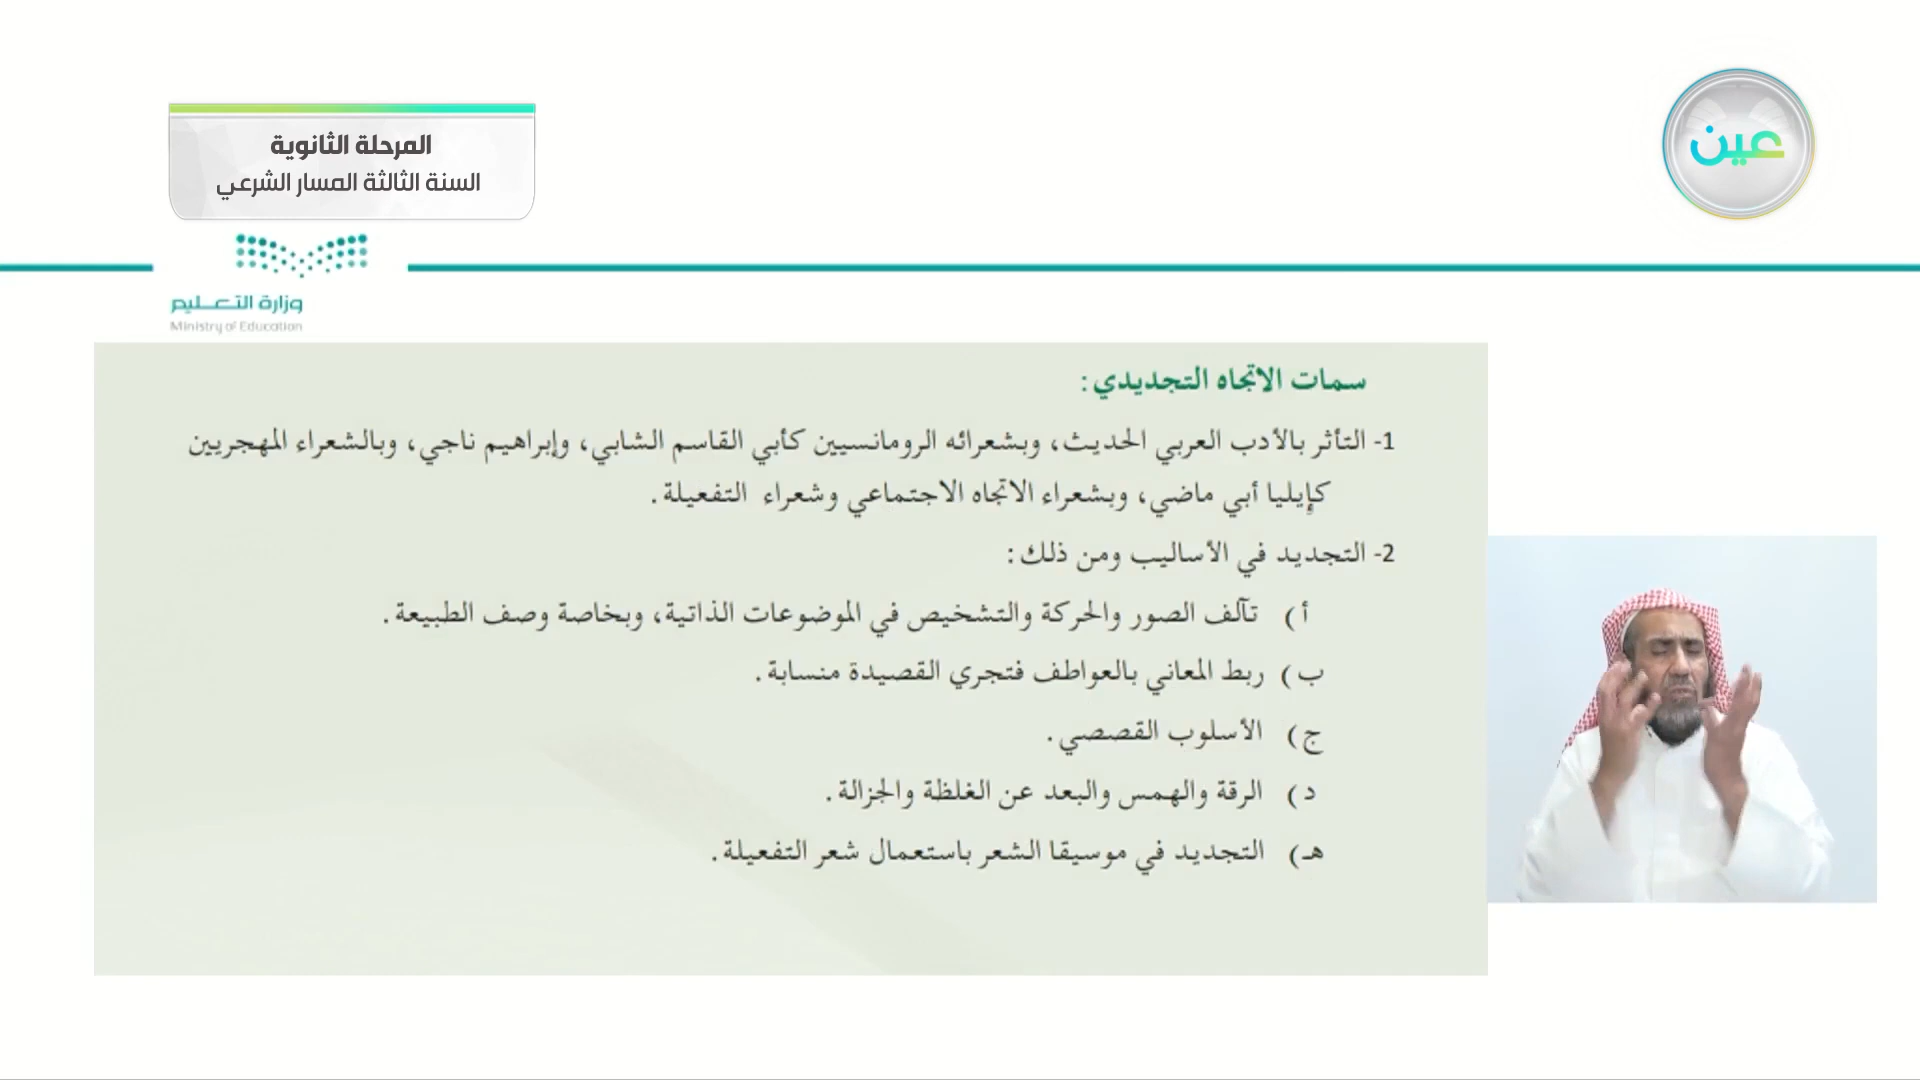 المرحلة الثانوية
السنة الثالثة المسار الشرعي
عين
وزارة التعليم
Ministry of Education
سمات الاتجاه التجديدي:
1- التأثر بالأدب العربي الحديث، وبشعرائه الرومانسيين كأبي القاسم الشابي، وإبراهيم ناجي، وبالشعراء المهجريين
كإيليا أبي ماضي، وبشعراء الاتجاه الاجتماعي وشعراء التفعيلة.
2- التجديد في الأساليب ومن ذلك:
أ) تآلف الصور والحركة والتشخيص في الموضوعات الذاتية، وبخاصة وصف الطبيعة.
ب) ربط المعاني بالعواطف فتجري القصيدة منسابة.
ج) الأسلوب القصصي.
د) الرقة والهمس والبعد عن الغلظة والجزالة.
هـ) التجديد في موسيقا الشعر باستعمال شعر التفعيلة.